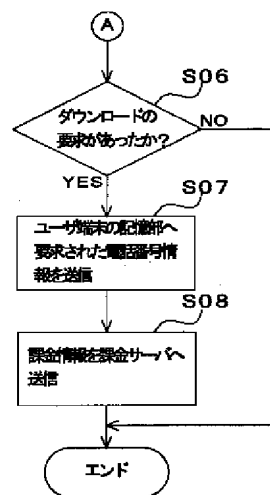 A
S06
ダウンロードの
要求があったか?
NO
YES
S07
ユーザ端末の記憶部へ
要求された電話番号情
報を送信
S08
課金情報を課金サーバへ
送信
エンド